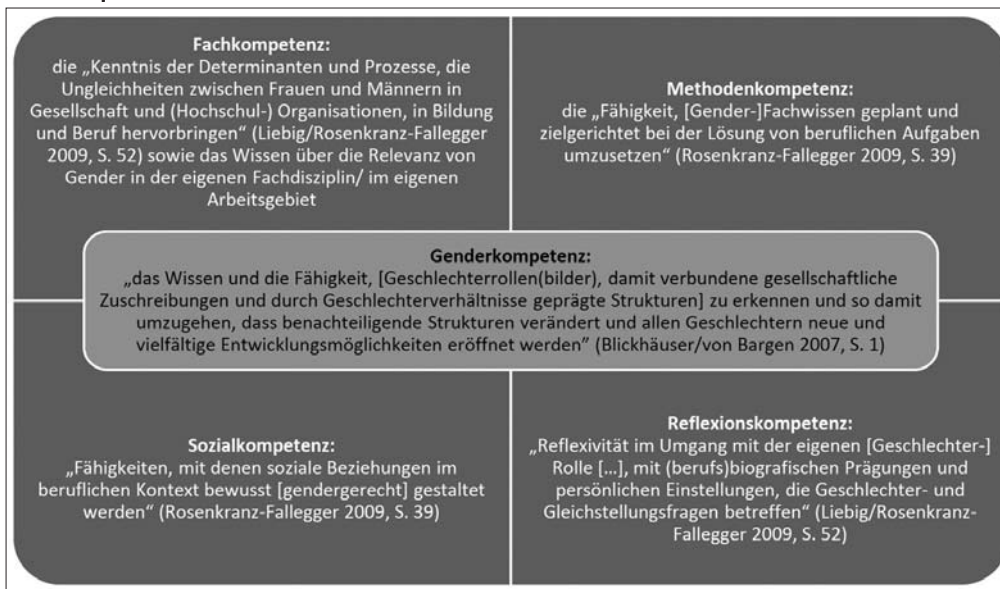 Fachkompetenz:
die „Kenntnis der Determinanten und Prozesse, die
Ungleichheiten zwischen Frauen und Männern in
Gesellschaft und (Hochschul-) Organisationen, in Bildung
und Beruf hervorbringen“ (Liebig/Rosenkranz-Fallegger
2009, S. 52) sowie das Wissen über die Relevanz von
Gender in der eigenen Fachdisziplin/ im eigenen
Arbeitsgebiet
Methodenkompetenz:
die „Fähigkeit, [Gender-]Fachwissen geplant und
zielgerichtet bei der Lösung von beruflichen Aufgaben
umzusetzen“ (Rosenkranz-Fallegger 2009, S. 39)
Genderkompetenz:
„das Wissen und die Fähigkeit, [Geschlechterrollen(bilder), damit verbundene gesellschaftliche
Zuschreibungen und durch Geschlechterverhältnisse geprägte Strukturen] zu erkennen und so damit
umzugehen, dass benachteiligende Strukturen verändert und allen Geschlechtern neue und
vielfältige Entwicklungsmöglichkeiten eröffnet werden” (Blickhäuser/von Bargen 2007, S. 1)
Sozialkompetenz:
„Fähigkeiten, mit denen soziale Beziehungen im
beruflichen Kontext bewusst [gendergerecht] gestaltet
werden“ (Rosenkranz-Fallegger 2009, S. 39)
Reflexionskompetenz:
„Reflexivität im Umgang mit der eigenen [Geschlechter-]
Rolle […], mit (berufs)biografischen Prägungen und
persönlichen Einstellungen, die Geschlechter- und
Gleichstellungsfragen betreffen“ (Liebig/Rosenkranz-
Fallegger 2009, S. 52)